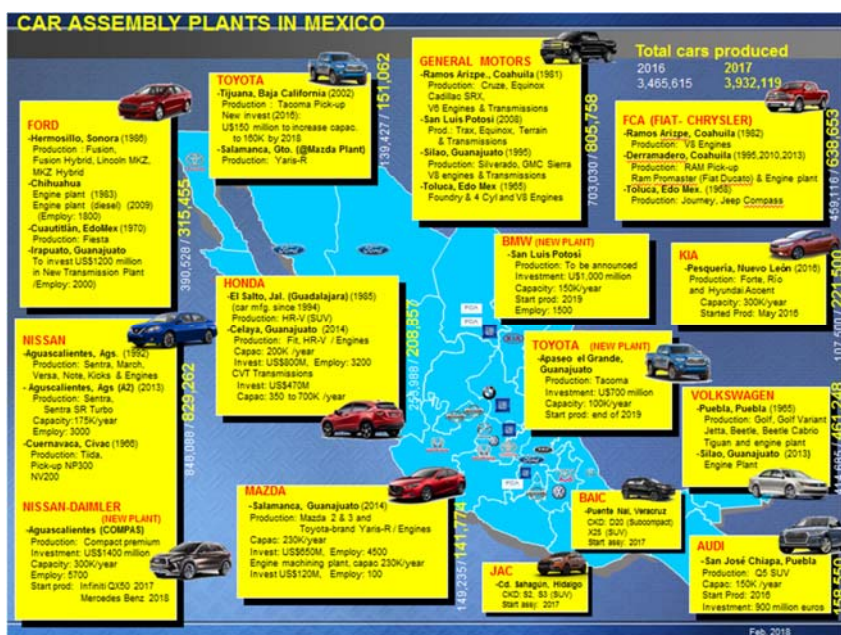 CAR ASSEMBLY PLANTS IN MEXICO
Total cars produced
2016 2017
3,465,615 3,932,119
FORD
-Hermosillo, Sonora (1986)
Production : Fusion,
Fusion Hybrid, Lincoln MKZ,
MKZ Hybrid
-Chihuahua
Engine plant (1983)
Engine plant (diesel) (2009)
(Employ: 1800)
-Cuautitlán, EdoMex (1970)
Production: Fiesta
-Irapuato, Guanajuato
To invest US$1200 million
in New Transmission Plant
/Employ: 2000)
390,528 / 315,455
TOYOTA
-Tijuana, Baja California (2002)
Production : Tacoma Pick-up
New invest (2016):
U$150 million to increase capac.
to 160K by 2018
-Salamanca, Gto. (@Mazda Plant)
Production: Yaris-R
139,427 / 151,062
GENERAL MOTORS
-Ramos Arizpe., Coahuila (1981)
Production: Cruze, Equinox
Cadillac SRX,
V6 Engines & Transmissions
-San Luis Potosi (2008)
Prod.: Trax, Equinox, Terrain
& Transmissions
-Silao, Guanajuato (1995)
Production: Silverado, GMC Sierra
V8 engines & Transmissions
-Toluca, Edo Mex (1965)
Foundry & 4 Cyl and V8 Engines
703,030 / 805,758
FCA (FIAT- CHRYSLER)
-Ramos Arizpe, Coahuila (1982)
Production: V8 Engines
-Derramadero, Coahuila (1995,2010,2013)
Production: RAM Pick-up
Ram Promaster (Fiat Ducato) & Engine plant
-Toluca, Edo Mex. (1968)
Production: Journey, Jeep Compass
459,116 / 638,653
NISSAN
-Aguascalientes, Ags. (1992)
Production: Sentra, March,
Versa, Note, Kicks & Engines
- Aguascalientes, Ags (A2) (2013)
Production: Sentra,
Sentra SR Turbo
Capacity:175K/year
Employ: 3000
-Cuernavaca, Civac (1966)
Production: Tiida,
Pick-up NP300
NV200
848,088 / 829,262
NISSAN-DAIMLER
(NEW PLANT)
-Aguascalientes (COMPAS)
Production: Compact premium
Investment: US$1400 million
Capacity: 300K/year
Employ: 5700
Start prod: Infiniti QX50 2017
Mercedes Benz 2018
HONDA
-El Salto, Jal. (Guadalajara) (1985)
(car mfg. since 1994)
Production: HR-V (SUV)
-Celaya, Guanajuato (2014)
Production: Fit, HR-V / Engines
Capac: 200K /year
Invest: US$800M, Employ: 3200
CVT Transmissions
Invest: US$470M
Capac: 350 to 700K /year
208,857
MAZDA
-Salamanca, Guanajuato (2014)
Production: Mazda 2 & 3 and
Toyota-brand Yaris-R / Engines
Capac: 230K/year
Invest: US$650M, Employ: 4500
Engine machining plant, capac 230K/year
Invest US$120M, Employ: 100
149,235 / 141,774
BMW (NEW PLANT)
-San Luis Potosi
Production: To be announced
Investment: U$1,000 million
Capacity: 150K/year
Start prod: 2019
Employ: 1500
KIA
-Pesquería, Nuevo León (2016)
Production: Forte, Río
and Hyundai Accent
Capacity: 300K/year
Started Prod: May 2016
107,500 / 221,500
TOYOTA (NEW PLANT)
-Apaseo el Grande,
Guanajuato
Production: Tacoma
Investment: U$700 million
Capacity: 100K/year
Start prod: end of 2019
VOLKSWAGEN
-Puebla, Puebla (1965)
Production: Golf, Golf Variant
Jetta, Beetle, Beetle Cabrio
Tiguan and engine plant
-Silao, Guanajuato (2013)
Engine Plant
461,248
BAIC
-Puente Nal, Veracruz
CKD: D20 (Subcompact)
X25 (SUV)
Start assy: 2017
JAC
-Cd. Sahagún, Hidalgo
CKD: S2, S3 (SUV)
Start assy: 2017
AUDI
-San José Chiapa, Puebla
Production: Q5 SUV
Capac: 150K /year
Start Prod: 2016
Investment: 900 million euros
158,550
Feb. 2018